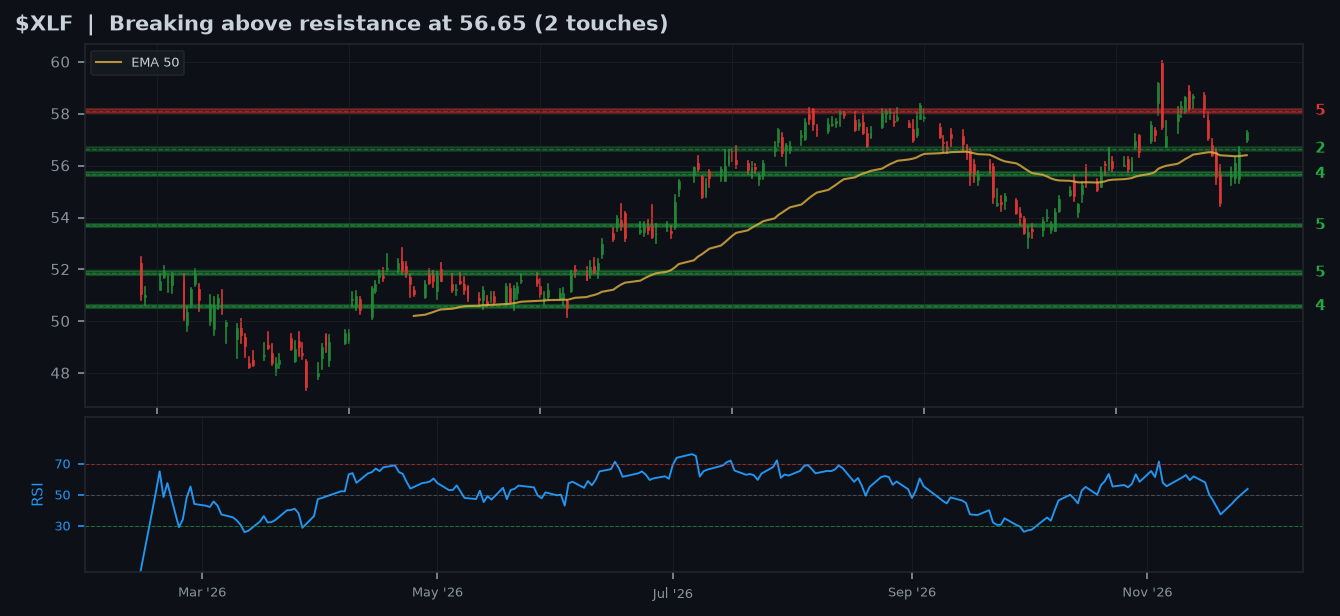 $XLF | Breaking above resistance at 56.65 (2 touches)
EMA 50
60
58
56
54
52
50
48
5
2
4
5
5
4
RSI
70
50
30
Mar '26
May '26
Jul '26
Sep '26
Nov '26